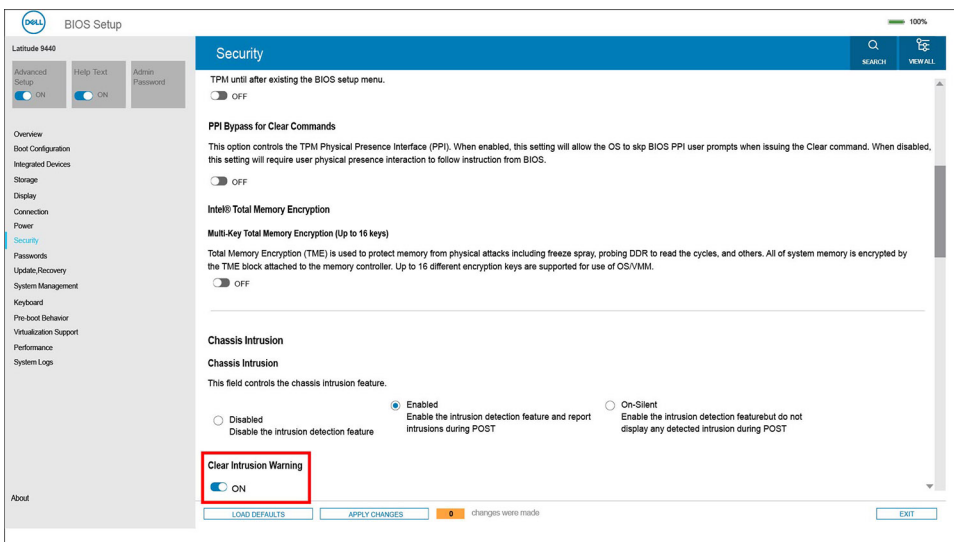 DELL
BIOS Setup
100%
Latitude 9440
Advanced
Setup
ON
Help Text
ON
Admin
Password
Security
SEARCH
VIEW ALL
Overview
Boot Configuration
Integrated Devices
Storage
Display
Connection
Power
Security
Passwords
Update,Recovery
System Management
Keyboard
Pre-boot Behavior
Virtualization Support
Performance
System Logs
About
TPM until after existing the BIOS setup menu.
OFF
PPI Bypass for Clear Commands
This option controls the TPM Physical Presence Interface (PPI). When enabled, this setting will allow the OS to skp BIOS PPI user prompts when issuing the Clear command. When disabled,
this setting will require user physical presence interaction to follow instruction from BIOS.
OFF
Intel® Total Memory Encryption
Multi-Key Total Memory Encryption (Up to 16 keys)
Total Memory Encryption (TME) is used to protect memory from physical attacks including freeze spray, probing DDR to read the cycles, and others. All of system memory is encrypted by
the TME block attached to the memory controller. Up to 16 different encryption keys are supported for use of OS/VMM.
OFF
Chassis Intrusion
Chassis Intrusion
This field controls the chassis intrusion feature.
Disabled
Disable the intrusion detection feature
Enabled
Enable the intrusion detection feature and report
intrusions during POST
On-Silent
Enable the intrusion detection featurebut do not
display any detected intrusion during POST
Clear Intrusion Warning
ON
LOAD DEFAULTS
APPLY CHANGES
0
changes were made
EXIT